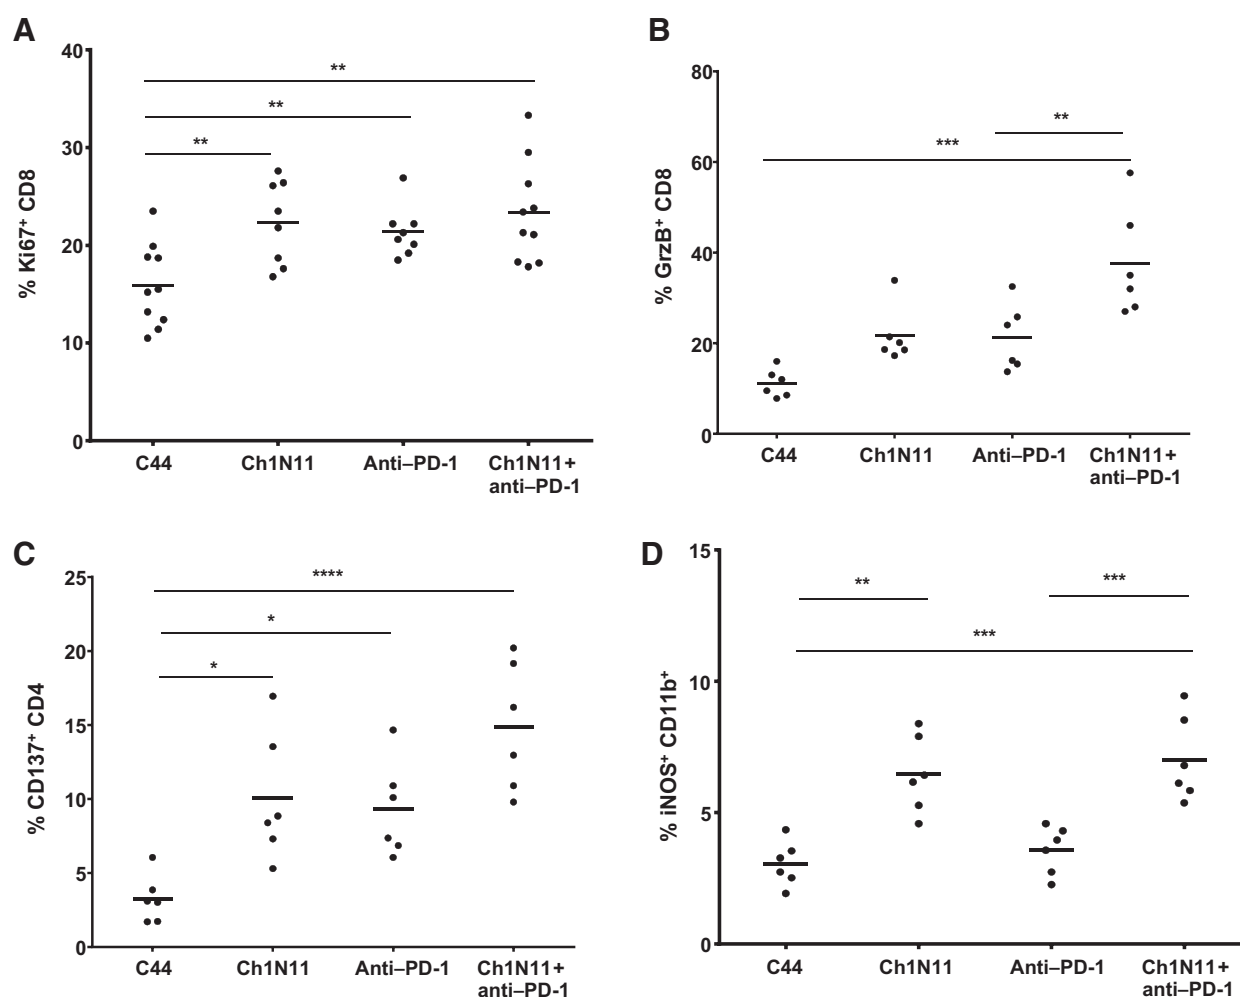 A
% Ki67⁺ CD8
40
30
20
10
0
**
**
**
C44
Ch1N11
Anti–PD-1
Ch1N11+
anti–PD-1
B
% GrzB⁺ CD8
80
60
40
20
0
**
***
C44
Ch1N11
Anti–PD-1
Ch1N11+
anti–PD-1
C
% CD137⁺ CD4
25
20
15
10
5
0
****
*
*
C44
Ch1N11
Anti–PD-1
Ch1N11+
anti–PD-1
D
% iNOS⁺ CD11b⁺
15
10
5
0
**
***
***
C44
Ch1N11
Anti–PD-1
Ch1N11+
anti–PD-1